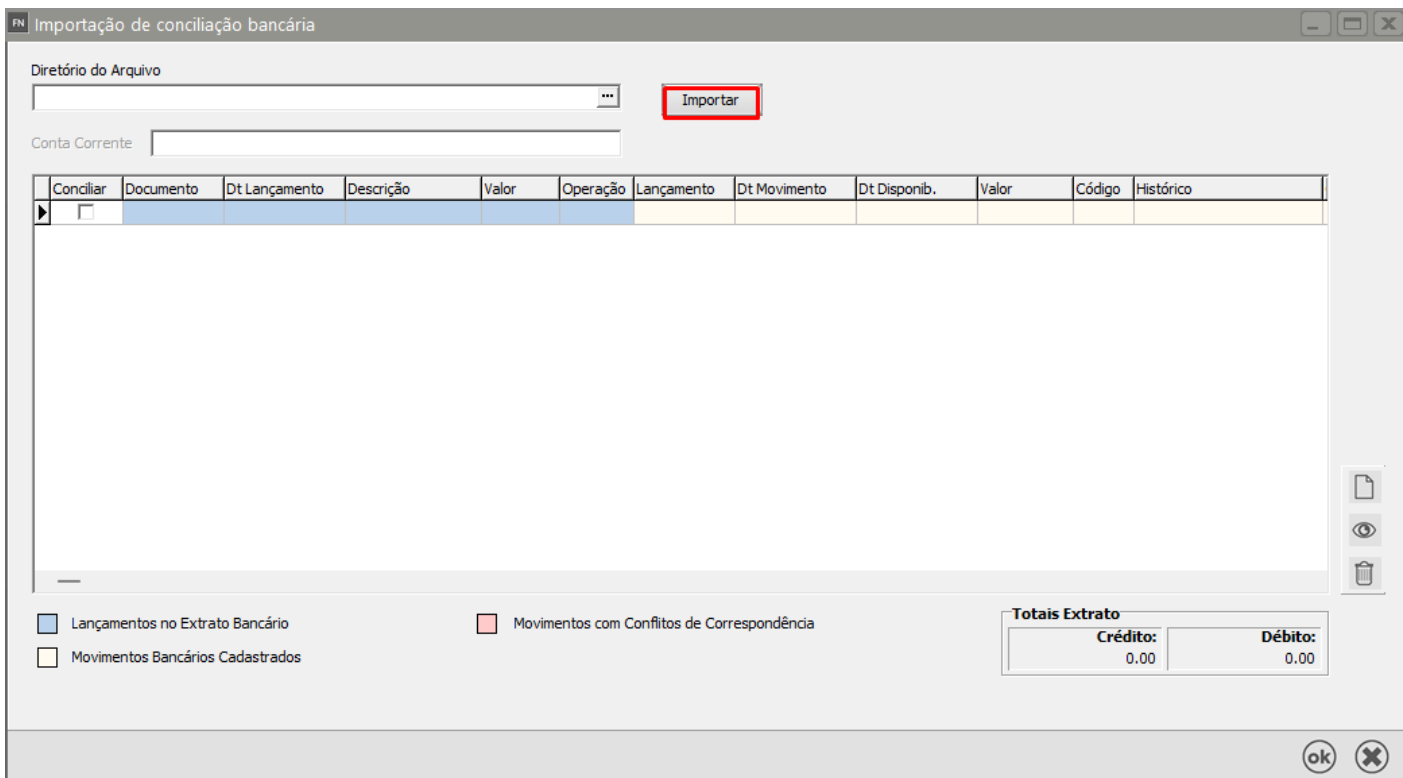 FN Importação de conciliação bancária
Diretório do Arquivo
... Importar
Conta Corrente
Conciliar Documento Dt Lançamento Descrição Valor Operação Lançamento Dt Movimento Dt Disponib. Valor Código Histórico
Lançamentos no Extrato Bancário
Movimentos com Conflitos de Correspondência
Movimentos Bancários Cadastrados
Totais Extrato
Crédito: Débito:
0.00 0.00
ok